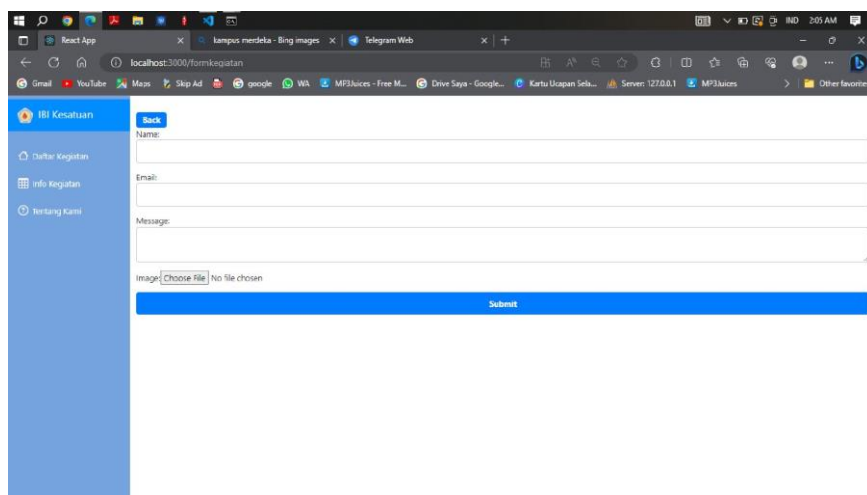 IND 2:05 AM
React App
kampus merdeka - Bing images
Telegram Web
localhost:3000/formkegiatan
Gmail YouTube Maps Skip Ad google WA MP3Juices - Free M... Drive Saya - Google... Kartu Ucapan Sela... Server: 127.0.0.1 MP3Juices Other favorite
IBI Kesatuan
Back
Name:
Daftar Kegiatan
Email:
Info Kegiatan
Tentang Kami
Message:
Image: Choose File No file chosen
Submit